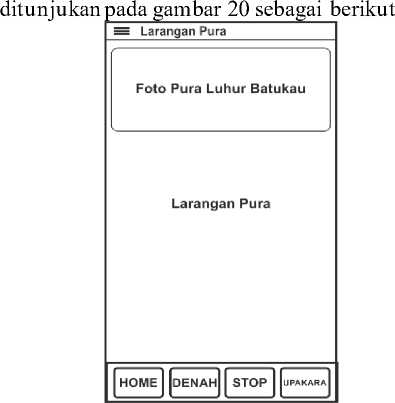 ditunjukan pada gambar 20 sebagai berikut
Larangan Pura
Foto Pura Luhur Batukau
Larangan Pura
HOME DENAH STOP UPAKARA